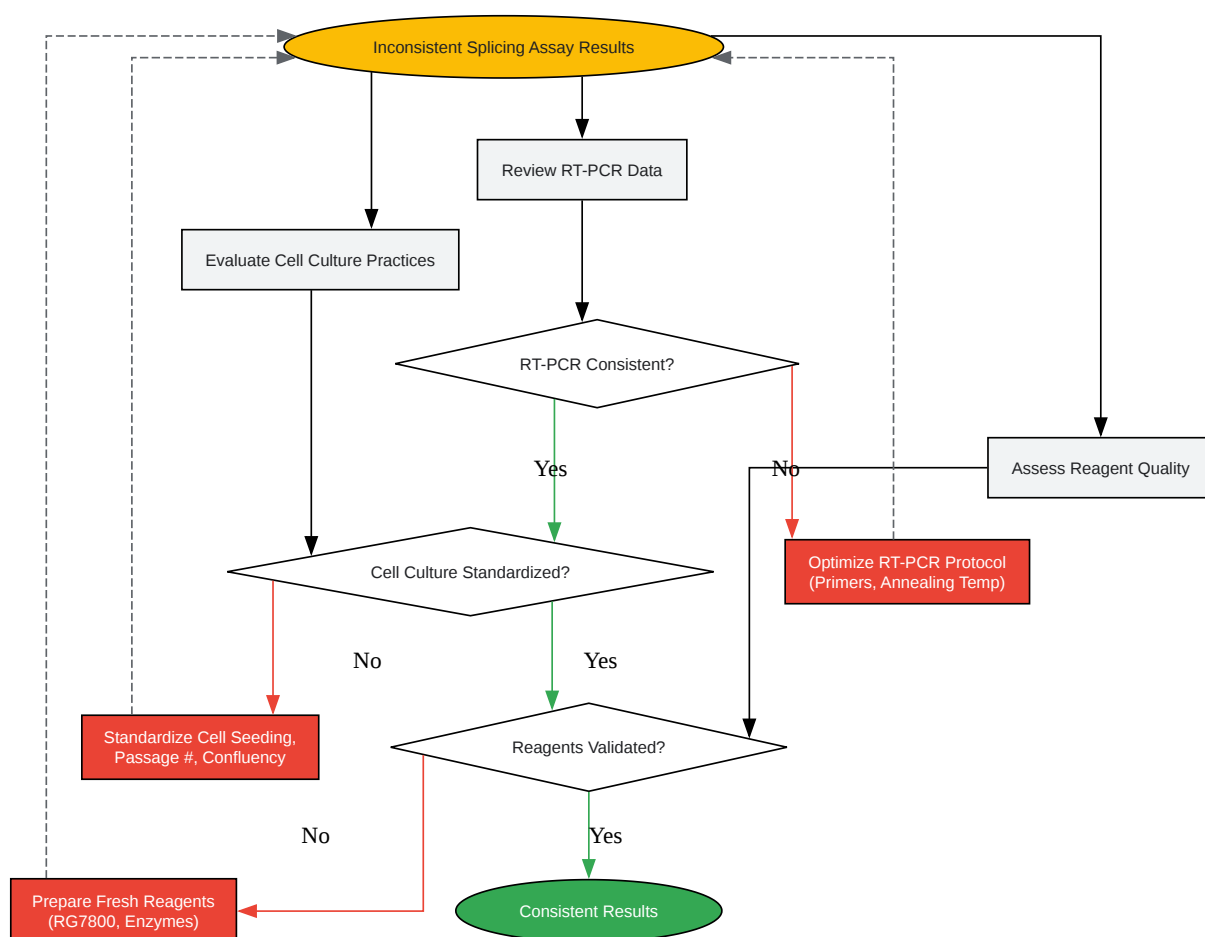 Inconsistent Splicing Assay Results
Review RT-PCR Data
Evaluate Cell Culture Practices
RT-PCR Consistent?
Yes
No
Assess Reagent Quality
Optimize RT-PCR Protocol
(Primers, Annealing Temp)
Cell Culture Standardized?
No
Yes
Standardize Cell Seeding,
Passage #, Confluency
Reagents Validated?
No
Yes
Prepare Fresh Reagents
(RG7800, Enzymes)
Consistent Results